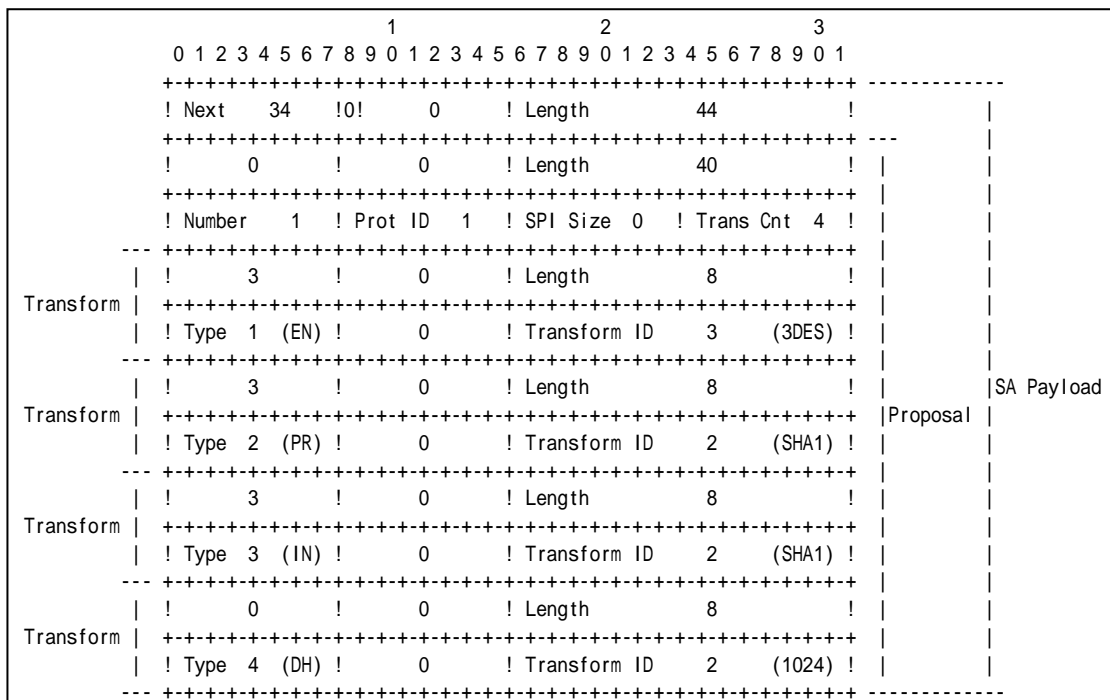 1                   2                   3
                 0 1 2 3 4 5 6 7 8 9 0 1 2 3 4 5 6 7 8 9 0 1 2 3 4 5 6 7 8 9 0 1
                +-+-+-+-+-+-+-+-+-+-+-+-+-+-+-+-+-+-+-+-+-+-+-+-+-+-+-+-+-+-+-+-+ -------------
                ! Next    34    !0!      0      ! Length          44            !             |
                +-+-+-+-+-+-+-+-+-+-+-+-+-+-+-+-+-+-+-+-+-+-+-+-+-+-+-+-+-+-+-+-+ ---         |
                !       0       !       0       ! Length          40            !  |          |
                +-+-+-+-+-+-+-+-+-+-+-+-+-+-+-+-+-+-+-+-+-+-+-+-+-+-+-+-+-+-+-+-+  |          |
                ! Number    1   ! Prot ID   1   ! SPI Size  0   ! Trans Cnt  4  !  |          |
            --- +-+-+-+-+-+-+-+-+-+-+-+-+-+-+-+-+-+-+-+-+-+-+-+-+-+-+-+-+-+-+-+-+  |          |
             |  !       3       !       0       ! Length          8             !  |          |
   Transform |  +-+-+-+-+-+-+-+-+-+-+-+-+-+-+-+-+-+-+-+-+-+-+-+-+-+-+-+-+-+-+-+-+  |          |
             |  ! Type  1  (EN) !       0       ! Transform ID    3      (3DES) !  |          |
            --- +-+-+-+-+-+-+-+-+-+-+-+-+-+-+-+-+-+-+-+-+-+-+-+-+-+-+-+-+-+-+-+-+  |          |
             |  !       3       !       0       ! Length          8             !  |          |SA Payload
   Transform |  +-+-+-+-+-+-+-+-+-+-+-+-+-+-+-+-+-+-+-+-+-+-+-+-+-+-+-+-+-+-+-+-+  |Proposal  |
             |  ! Type  2  (PR) !       0       ! Transform ID    2      (SHA1) !  |          |
            --- +-+-+-+-+-+-+-+-+-+-+-+-+-+-+-+-+-+-+-+-+-+-+-+-+-+-+-+-+-+-+-+-+  |          |
             |  !       3       !       0       ! Length          8             !  |          |
   Transform |  +-+-+-+-+-+-+-+-+-+-+-+-+-+-+-+-+-+-+-+-+-+-+-+-+-+-+-+-+-+-+-+-+  |          |
             |  ! Type  3  (IN) !       0       ! Transform ID    2      (SHA1) !  |          |
            --- +-+-+-+-+-+-+-+-+-+-+-+-+-+-+-+-+-+-+-+-+-+-+-+-+-+-+-+-+-+-+-+-+  |          |
             |  !       0       !       0       ! Length          8             !  |          |
   Transform |  +-+-+-+-+-+-+-+-+-+-+-+-+-+-+-+-+-+-+-+-+-+-+-+-+-+-+-+-+-+-+-+-+  |          |
             |  ! Type  4  (DH) !       0       ! Transform ID    2      (1024) !  |          |
            --- +-+-+-+-+-+-+-+-+-+-+-+-+-+-+-+-+-+-+-+-+-+-+-+-+-+-+-+-+-+-+-+-+ -------------